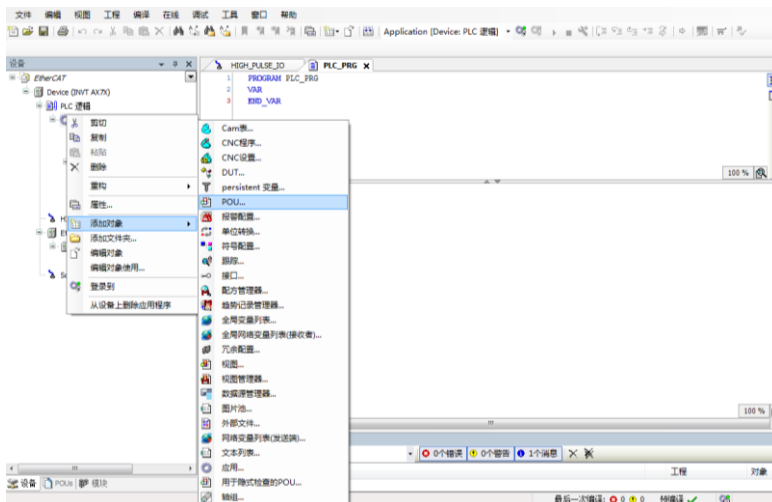 文件 编辑 视图 工程 编译 在线 调试 工具 窗口 帮助
Application [Device: PLC 逻辑]
设备
EtherCAT
Device (INVT AX7X)
PLC 逻辑
HIGH_PULSE_IO PLC_PRG
1 PROGRAM PLC_PRG
2 VAR
3 END_VAR
100 %
剪切
复制
粘贴
删除
重构
属性...
添加对象
添加文件夹...
编辑对象
编辑对象使用...
登录到
从设备上删除应用程序
Cam表...
CNC程序...
CNC设置...
DUT...
persistent 变量...
POU...
报警配置...
单位转换...
符号配置...
跟踪...
接口...
配方管理器...
趋势记录管理器...
全局变量列表...
全局网络变量列表(接收者)...
冗余配置...
视图...
视图管理器...
数据源管理器...
图片池...
外部文件...
网络变量列表(发送端)...
文本列表...
应用...
用于隐式检查的POU...
轴组...
100 %
0个错误 0个警告 1个消息
工程 对象
设备 POUs 模块
最后一次编译: 0 0 预编译